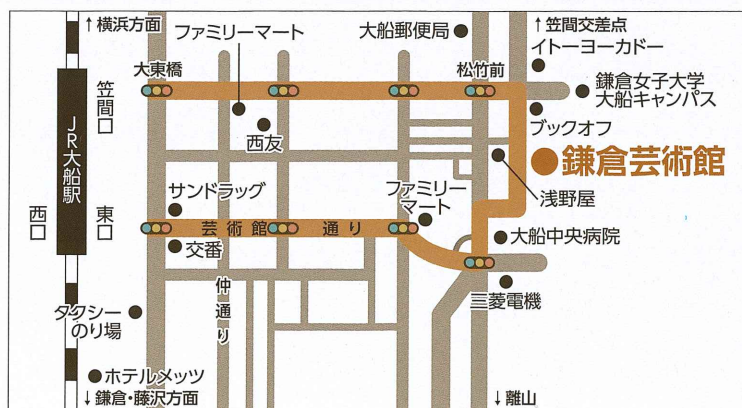 ↑横浜方面
ファミリーマート
大船郵便局
↑笠間交差点
イトーヨーカドー
大東橋
松竹前
鎌倉女子大学
大船キャンパス
笠間口
ブックオフ
西友
JR大船駅
鎌倉芸術館
浅野屋
サンドラッグ
ファミリー
マート
西口
東口
芸術館通り
大船中央病院
交番
三菱電機
仲通り
タクシー
のり場
ホテルメッツ
↓鎌倉・藤沢方面
↓離山